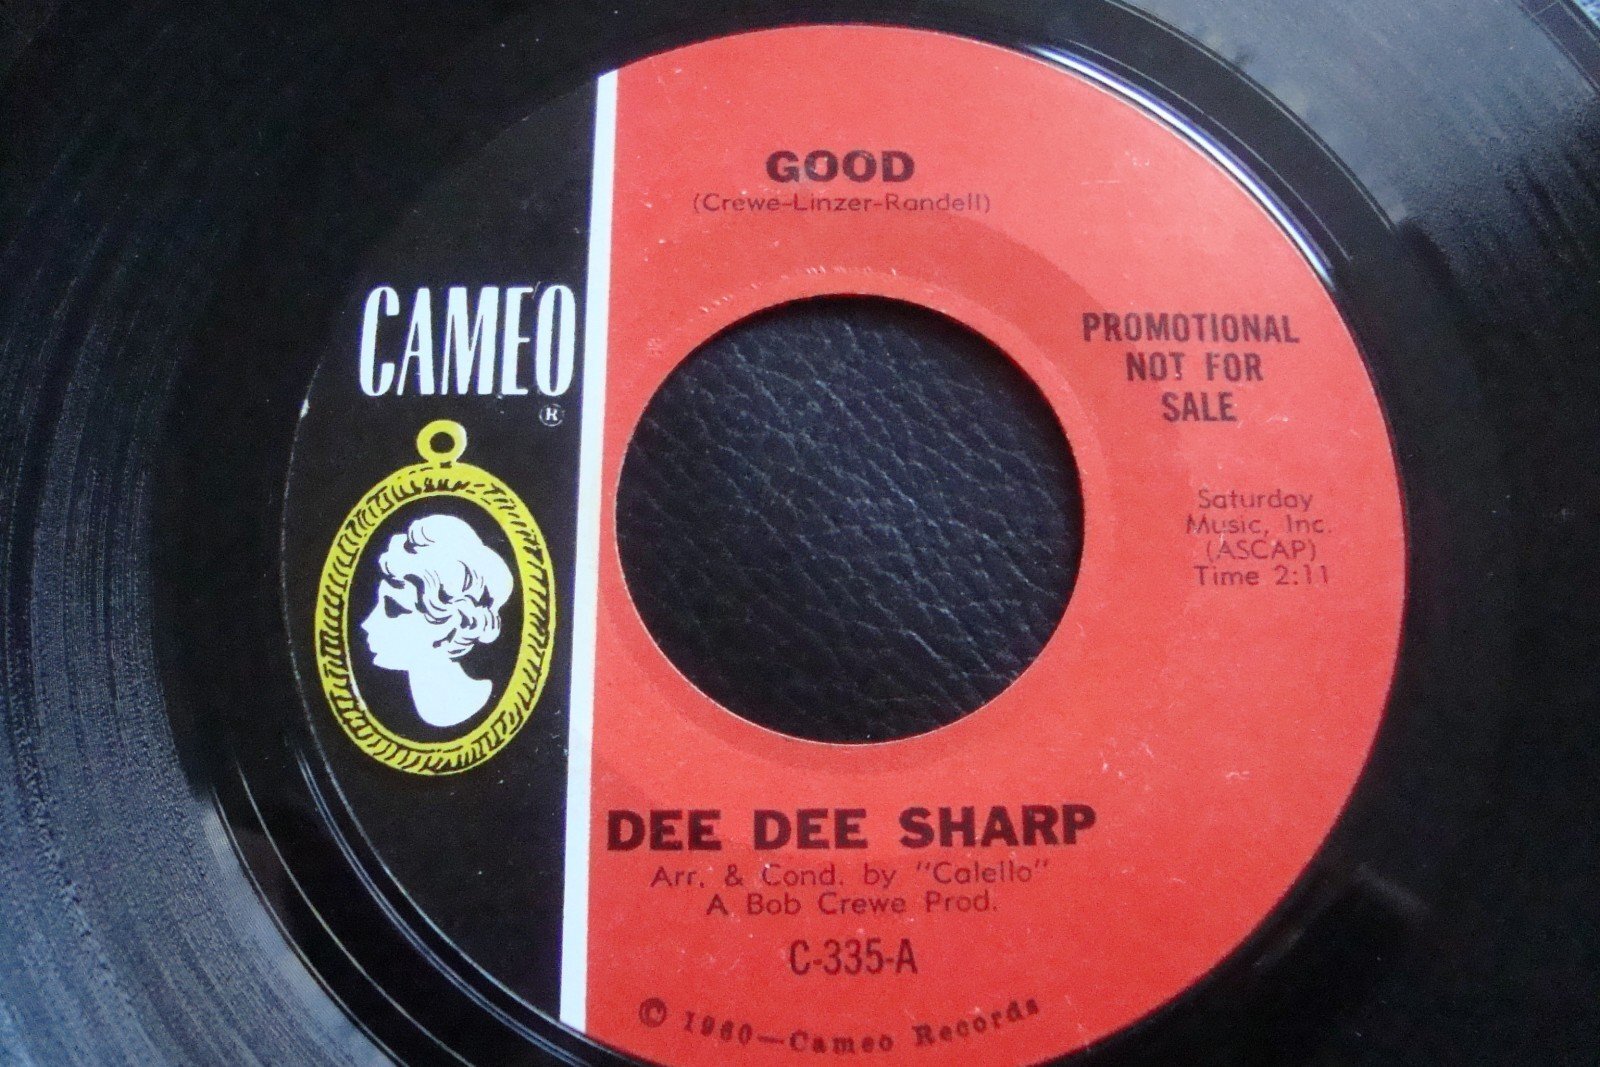 GOOD
(Crewe-Linzer-Randell)
CAMEO
®
PROMOTIONAL
NOT FOR
SALE
Saturday
Music, Inc.
(ASCAP)
Time 2:11
DEE DEE SHARP
Arr. & Cond. by "Calello"
A Bob Crewe Prod.
C-335-A
© 1960—Cameo Records